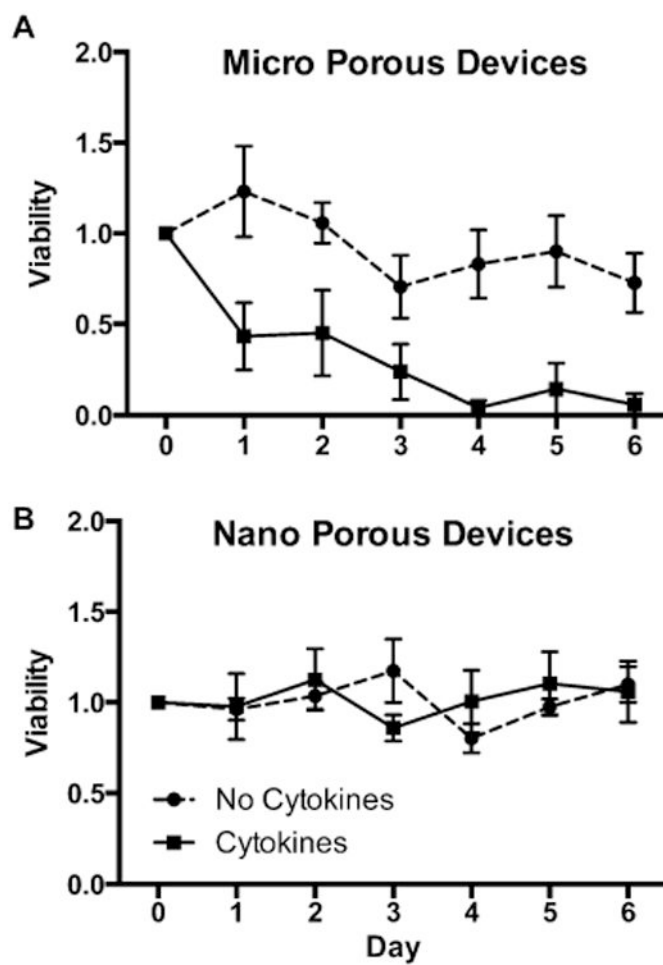 A
Micro Porous Devices
2.0
1.5
1.0
0.5
0.0
Viability
0 1 2 3 4 5 6
B
Nano Porous Devices
2.0
1.5
1.0
0.5
0.0
Viability
No Cytokines
Cytokines
0 1 2 3 4 5 6
Day